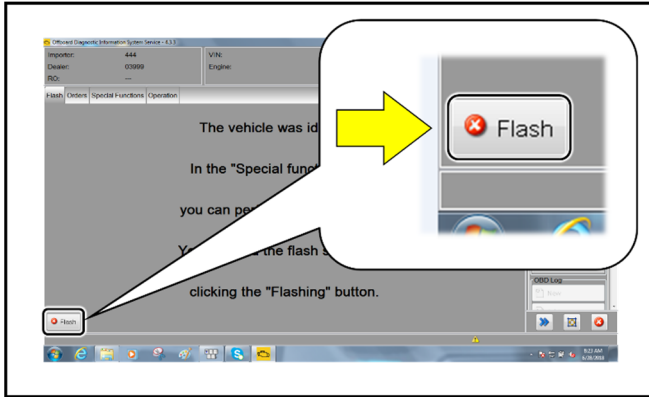 Offboard Diagnostic Information System Service - 4.3.3
Importer: 444 VIN:
Dealer: 03999 Engine:
RO: ---
Flash Orders Special Functions Operation
The vehicle was id
In the "Special func
you can pe
the flash s
clicking the "Flashing" button.
OBD Log
Flash
Flash
9:23 AM